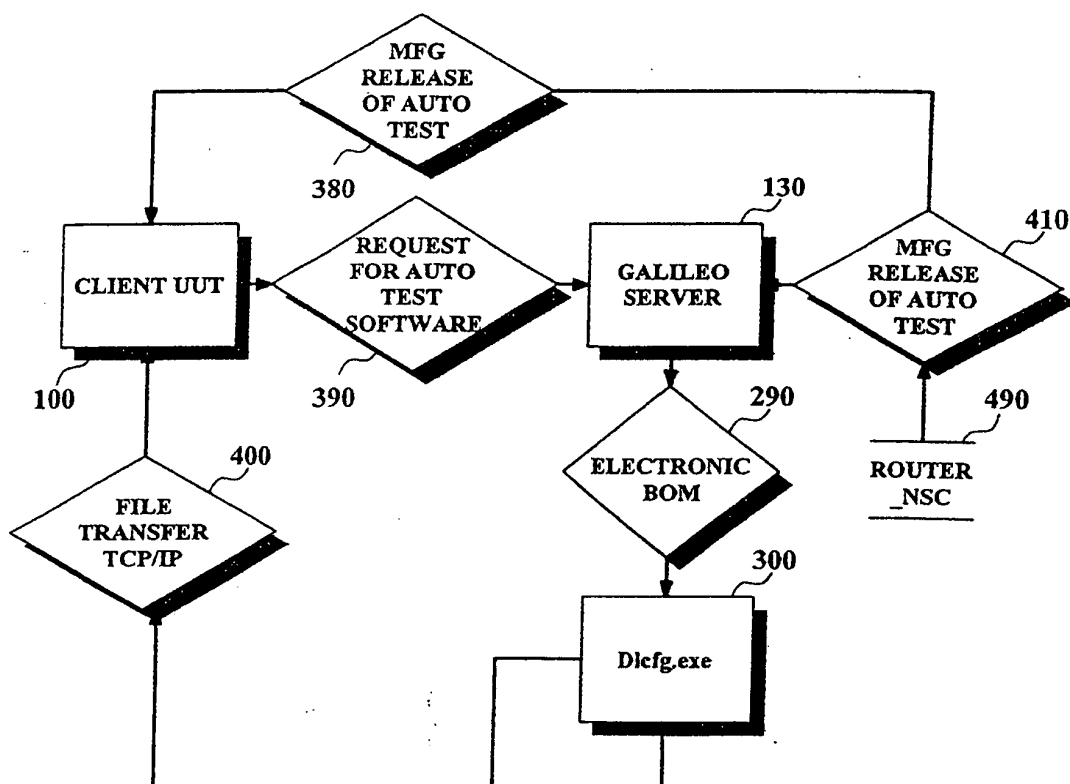 MFG
RELEASE
OF AUTO
TEST
380
130
410
CLIENT UUT
REQUEST
FOR AUTO
TEST
SOFTWARE
GALILEO
SERVER
MFG
RELEASE
OF AUTO
TEST
100
390
290
490
400
ELECTRONIC
BOM
ROUTER
_NSC
FILE
TRANSFER
TCP/IP
300
Dlcfg.exe